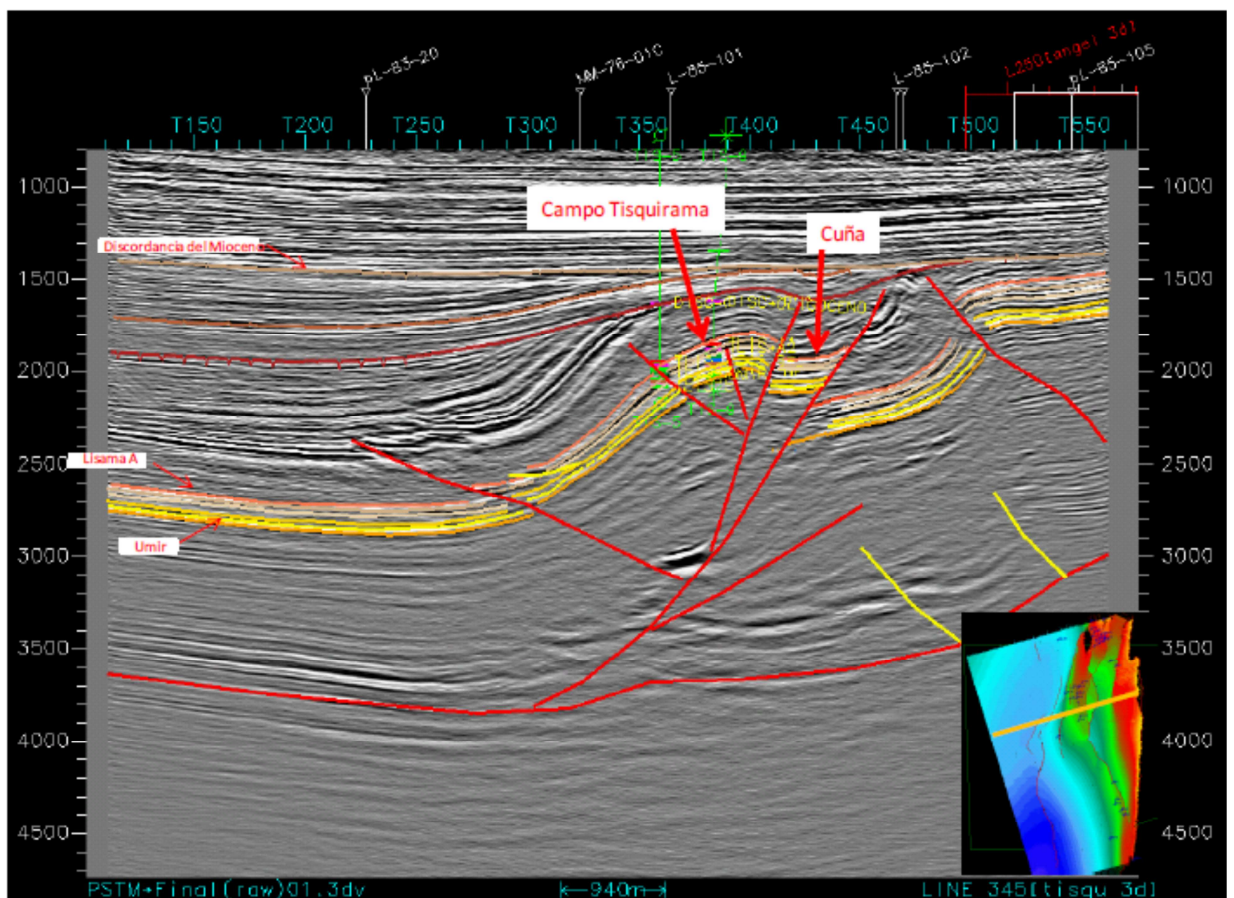 pL-83-20
MM-76-01C
L-85-101
L-85-102
L250[angel 3d]
pL-85-105
T150 T200 T250 T300 T350 T400 T450 T500 T550
1000 1000
Campo Tisquirama
Cuña
Discordancia del Mioceno
1500 1500
2000 2000
Lisama A
2500 2500
Umir
3000 3000
3500 3500
4000 4000
4500 4500
PSTM→Final(raw)01.3dv
940m
LINE 345[tisqu 3d]